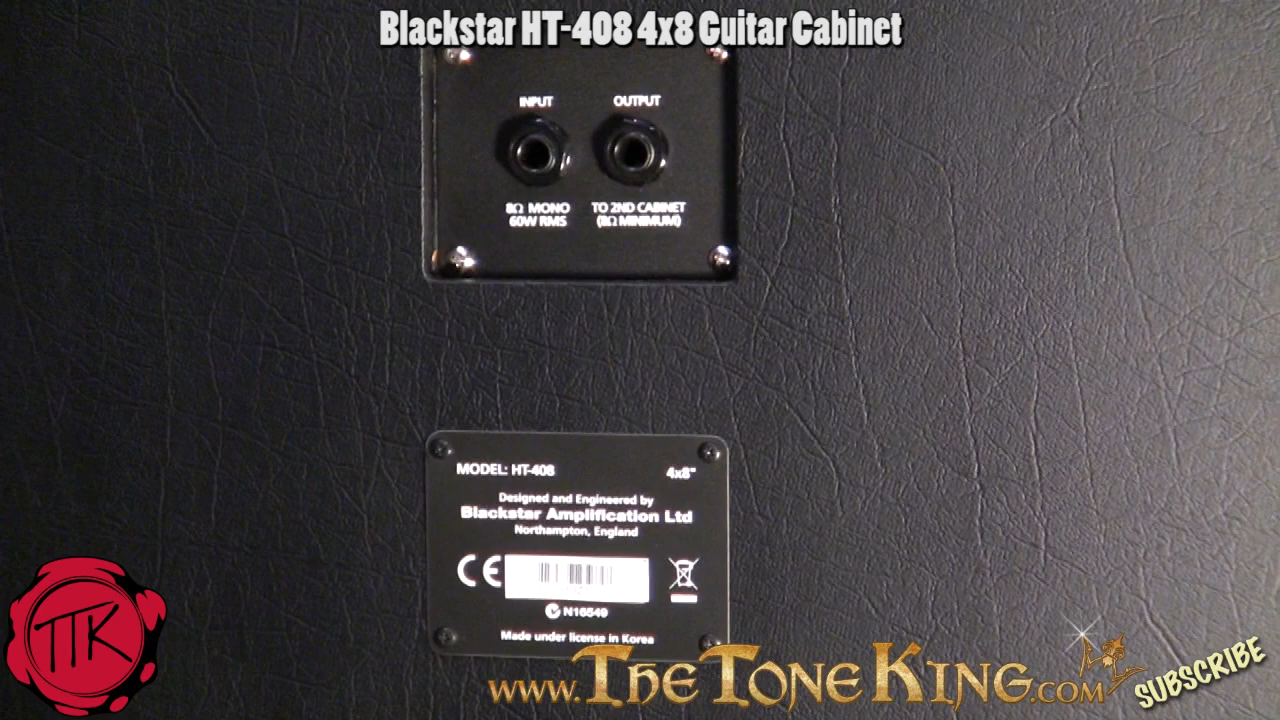 Blackstar HT-408 4x8 Guitar Cabinet
INPUT OUTPUT
8Ω MONO TO 2ND CABINET
60W RMS (8Ω MINIMUM)
MODEL: HT-408 4x8"
Designed and Engineered by
Blackstar Amplification Ltd
Northampton, England
CE
N16549
Made under license in Korea
TTK
www.TheToneKing.com
SUBSCRIBE